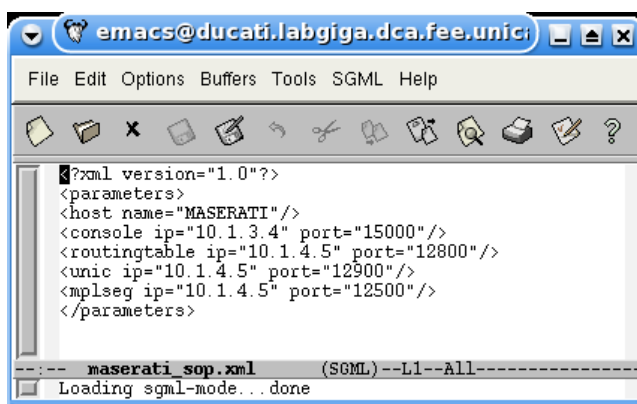 emacs@ducati.labgiga.dca.fee.unica
File Edit Options Buffers Tools SGML Help
<?xml version="1.0"?>
<parameters>
<host name="MASERATI"/>
<console ip="10.1.3.4" port="15000"/>
<routingtable ip="10.1.4.5" port="12800"/>
<unic ip="10.1.4.5" port="12900"/>
<mplseg ip="10.1.4.5" port="12500"/>
</parameters>
--:-- maserati_sop.xml (SGML)--L1--All----------------
Loading sgml-mode...done